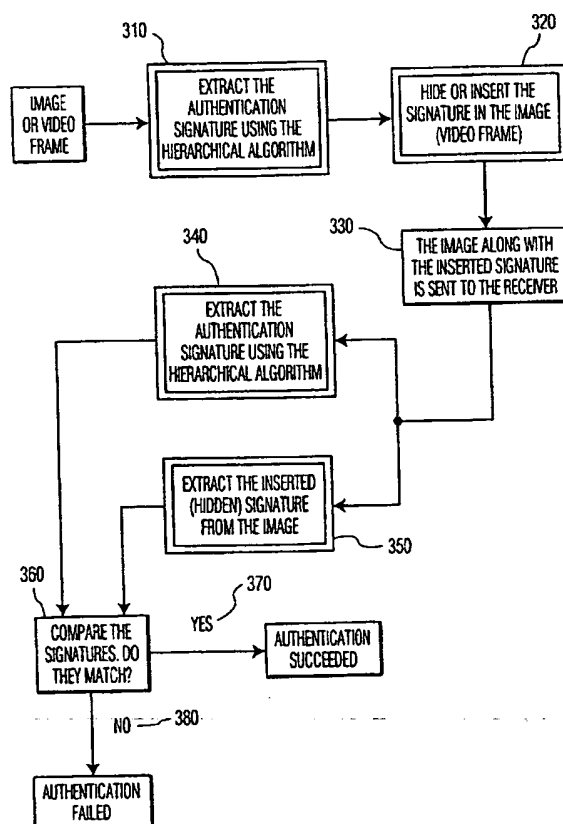 310
320
IMAGE
OR VIDEO
FRAME
EXTRACT THE
AUTHENTICATION
SIGNATURE USING THE
HIERARCHICAL ALGORITHM
HIDE OR INSERT THE
SIGNATURE IN THE IMAGE
(VIDEO FRAME)
330
THE IMAGE ALONG WITH
THE INSERTED SIGNATURE
IS SENT TO THE RECEIVER
340
EXTRACT THE
AUTHENTICATION
SIGNATURE USING THE
HIERARCHICAL ALGORITHM
EXTRACT THE INSERTED
(HIDDEN) SIGNATURE
FROM THE IMAGE
350
360
COMPARE THE
SIGNATURES. DO
THEY MATCH?
370
YES
AUTHENTICATION
SUCCEEDED
NO
380
AUTHENTICATION
FAILED